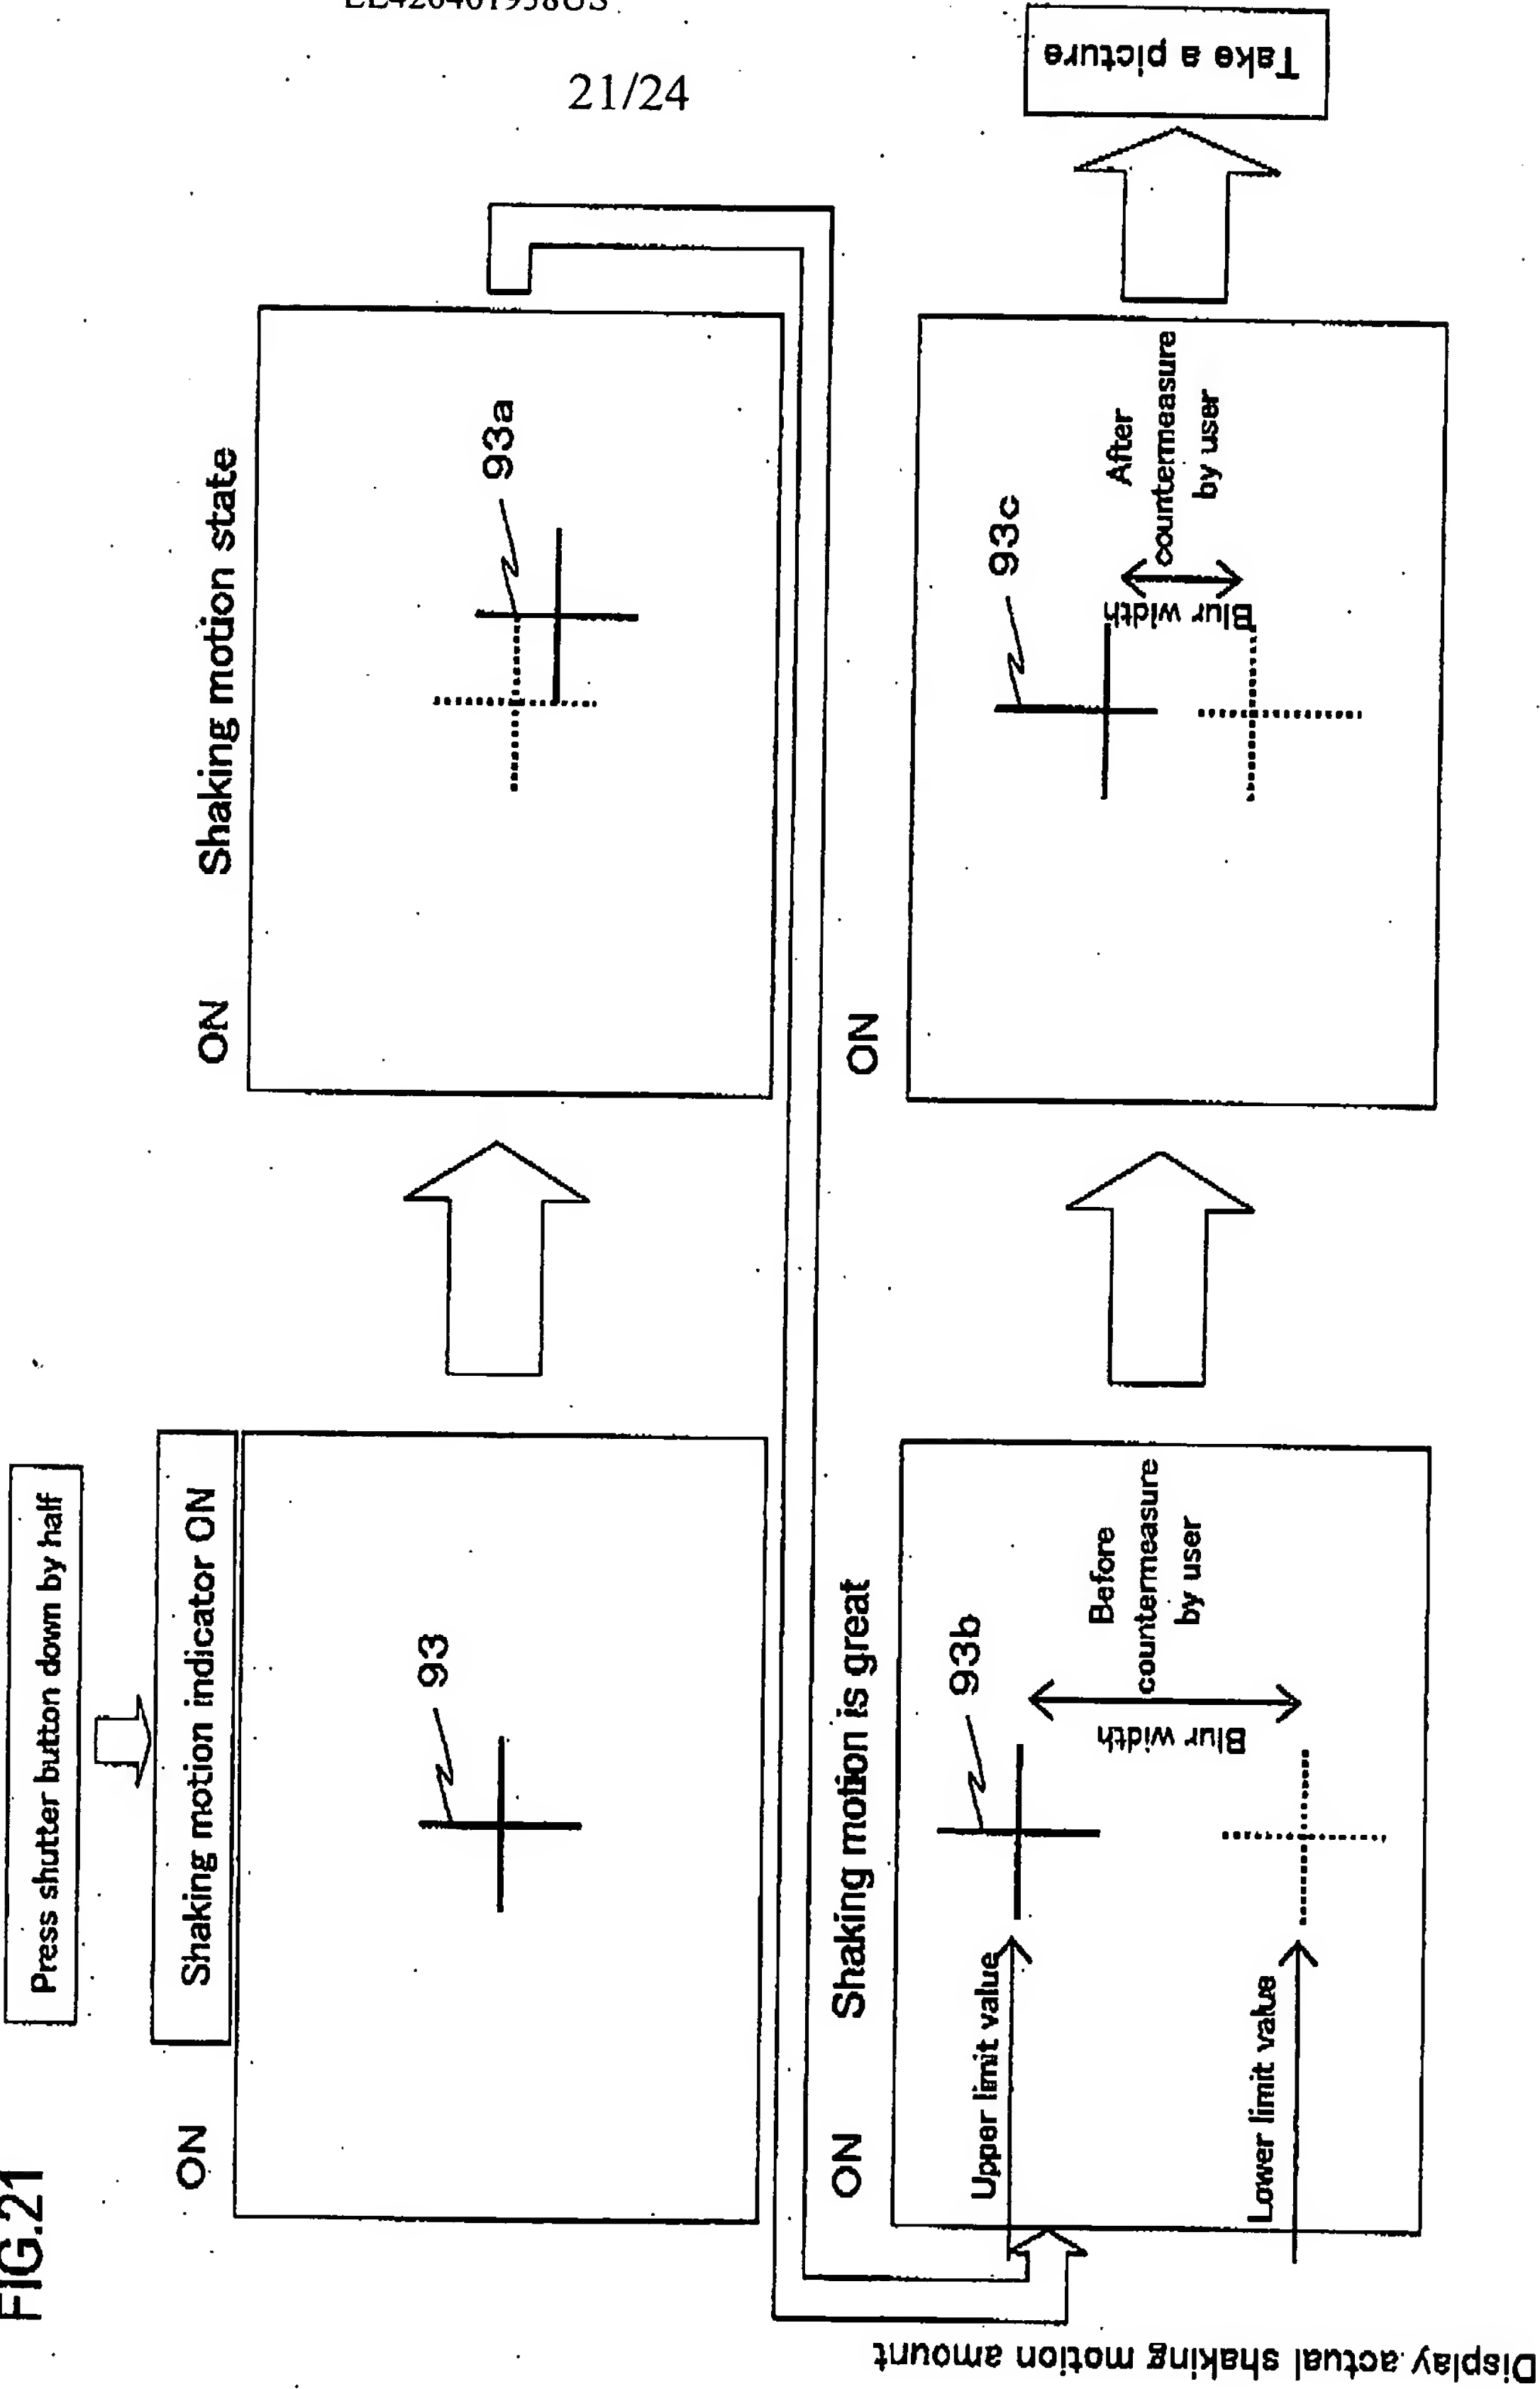 21/24
FIG.21
Press shutter button down by half
Shaking motion indicator ON
ON
93
ON
Shaking motion state
93a
ON
Shaking motion is great
Upper limit value
Lower limit value
93b
Blur width
Before
countermeasure
by user
ON
93c
Blur width
After
countermeasure
by user
Take a picture
Display actual shaking motion amount